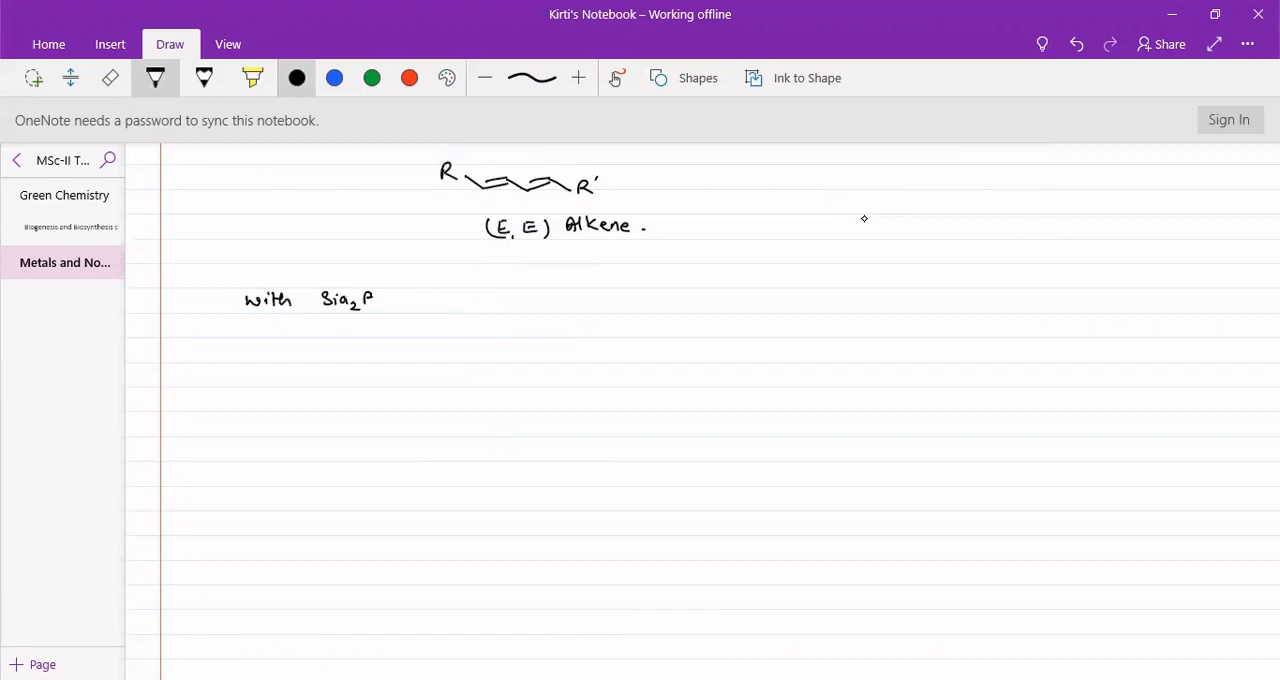 Kirti's Notebook – Working offline
Home Insert Draw View
Share
Shapes Ink to Shape
OneNote needs a password to sync this notebook.
Sign In
MSc-II T...
Green Chemistry
Biogenesis and Biosynthesis c
Metals and No...
R R'
(E, E) Alkene.
with Sia2
Page